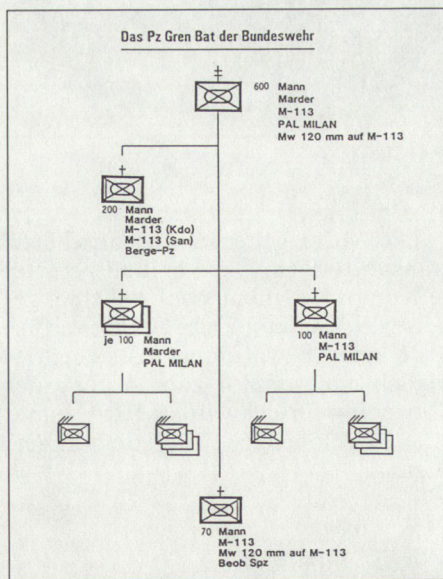 Das Pz Gren Bat der Bundeswehr
600 Mann
Marder
M-113
PAL MILAN
Mw 120 mm auf M-113
200 Mann
Marder
M-113 (Kdo)
M-113 (San)
Berge-Pz
je 100 Mann
Marder
PAL MILAN
100 Mann
M-113
PAL MILAN
70 Mann
M-113
Mw 120 mm auf M-113
Beob Spz